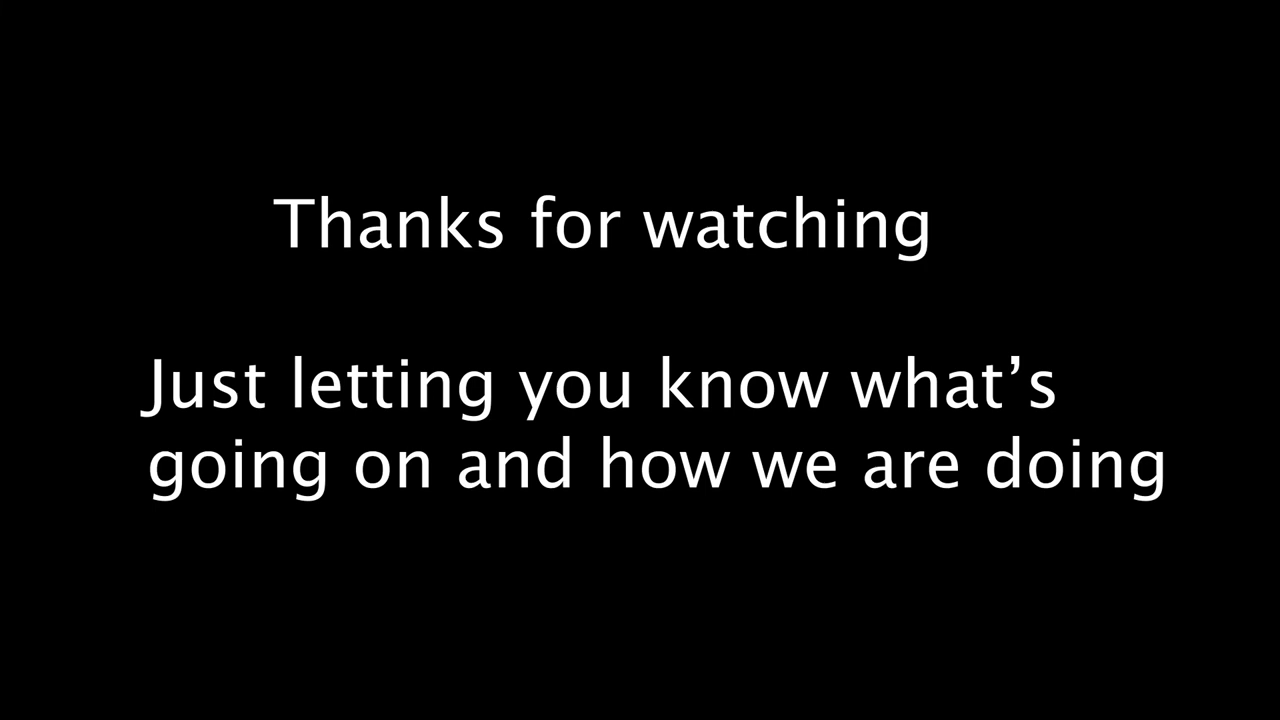 Thanks for watching
Just letting you know what’s
going on and how we are doing